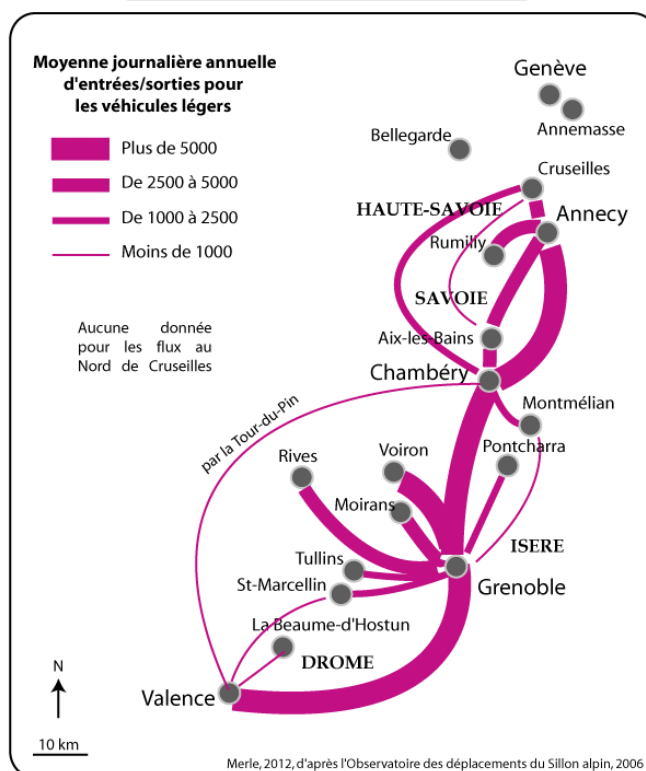 Moyenne journalière annuelle
d'entrées/sorties pour
les véhicules légers
Plus de 5000
De 2500 à 5000
De 1000 à 2500
Moins de 1000
Aucune donnée
pour les flux au
Nord de Cruseilles
Genève
Annemasse
Bellegarde
Cruseilles
HAUTE-SAVOIE
Annecy
Rumilly
SAVOIE
Aix-les-Bains
Chambéry
Montmélian
par la Tour-du-Pin
Rives
Voiron
Pontcharra
Moirans
ISERE
Tullins
Grenoble
St-Marcellin
La Beaume-d'Hostun
DROME
Valence
N
10 km
Merle, 2012, d'après l'Observatoire des déplacements du Sillon alpin, 2006